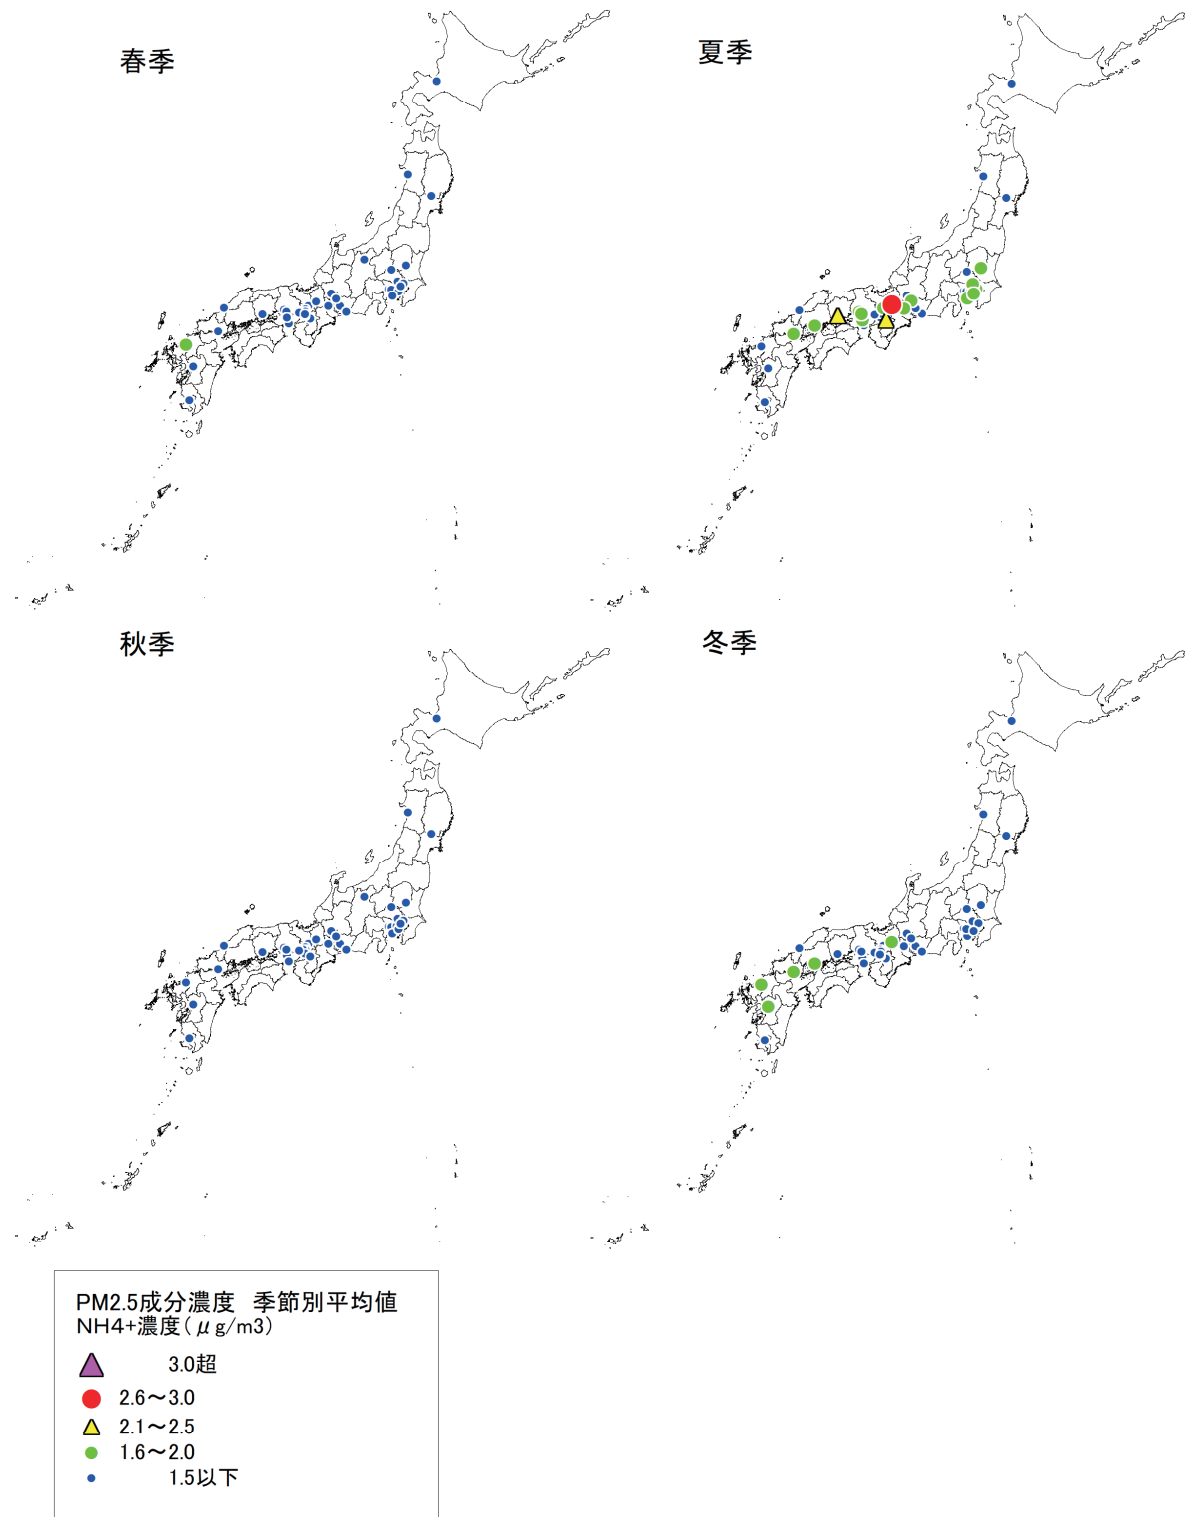 春季
夏季
秋季
冬季
PM2.5成分濃度　季節別平均値
NH4+濃度(μg/m3)
3.0超
2.6～3.0
2.1～2.5
1.6～2.0
1.5以下